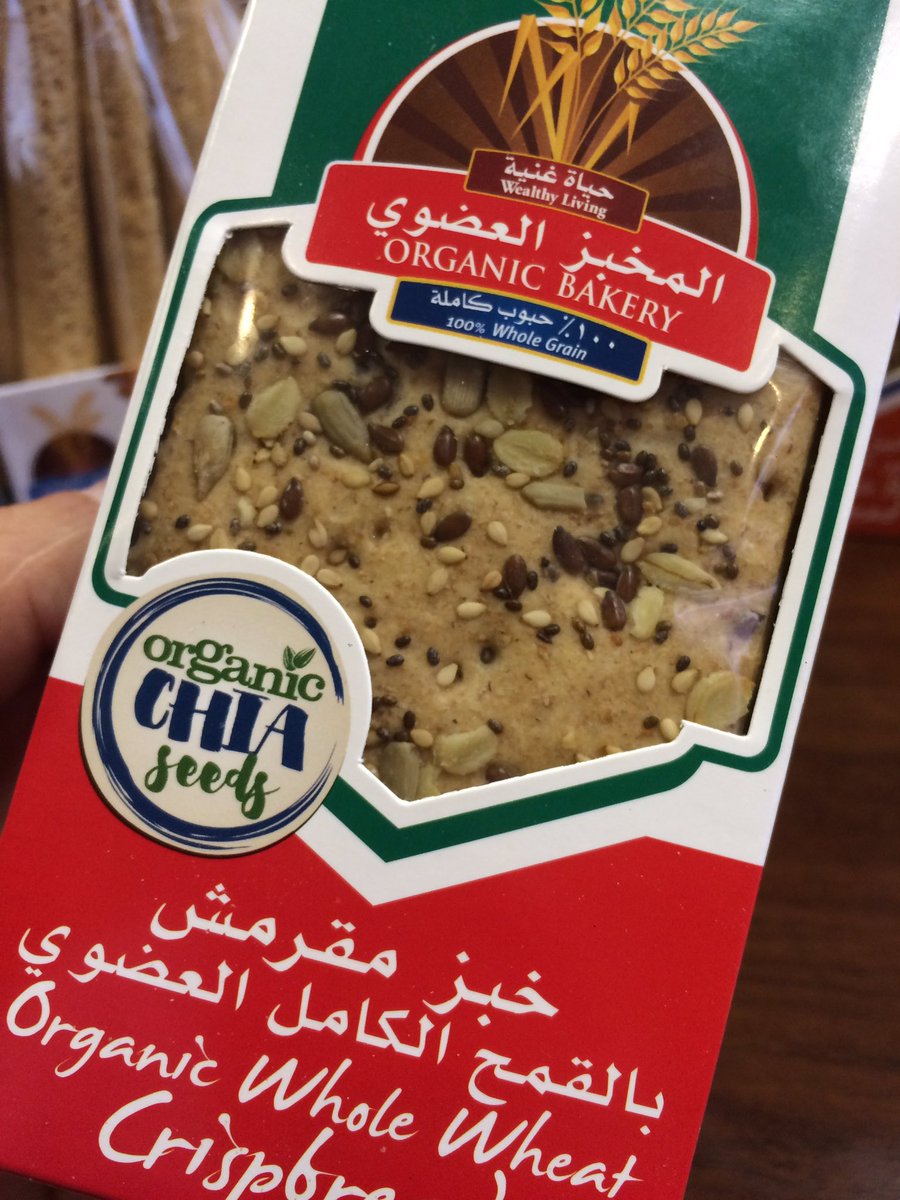 حياة غنية
Wealthy Living
المخبز العضوي
ORGANIC BAKERY
١٠٠٪ حبوب كاملة
100% Whole Grain
organic
CHIA
seeds
خبز مقرمش
بالقمح الكامل العضوي
Organic Whole Wheat